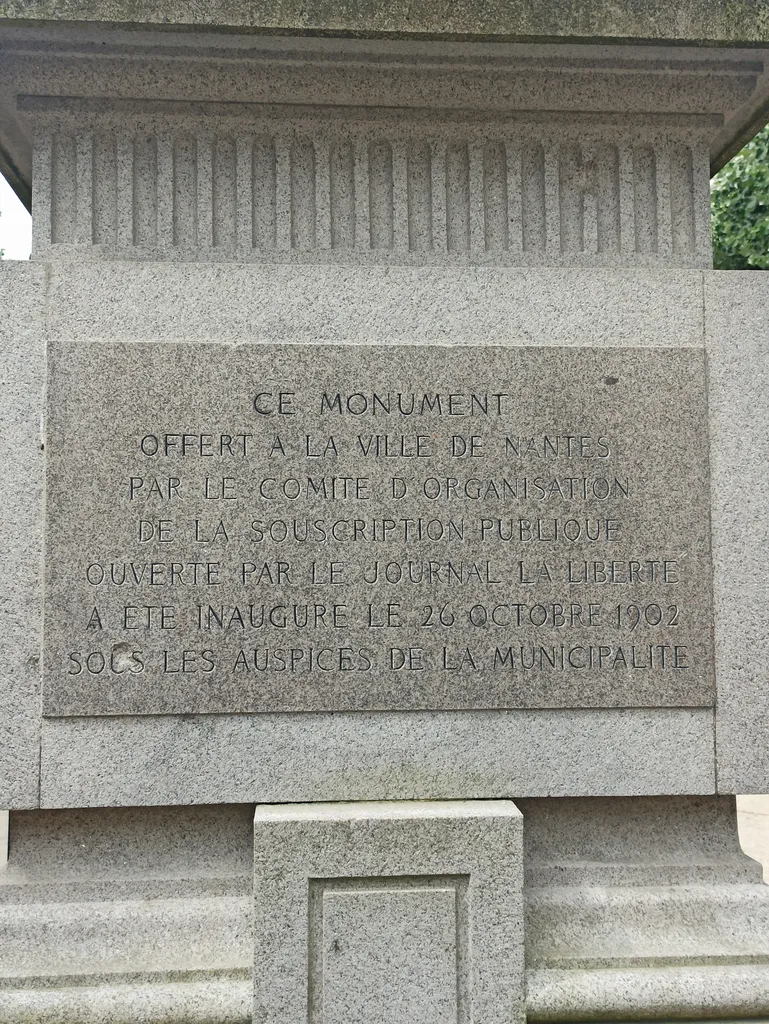 CE MONUMENT
OFFERT A LA VILLE DE NANTES
PAR LE COMITE D ORGANISATION
DE LA SOUSCRIPTION PUBLIQUE
OUVERTE PAR LE JOURNAL LA LIBERTE
A ETE INAUGURE LE 26 OCTOBRE 1902
SOUS LES AUSPICES DE LA MUNICIPALITE